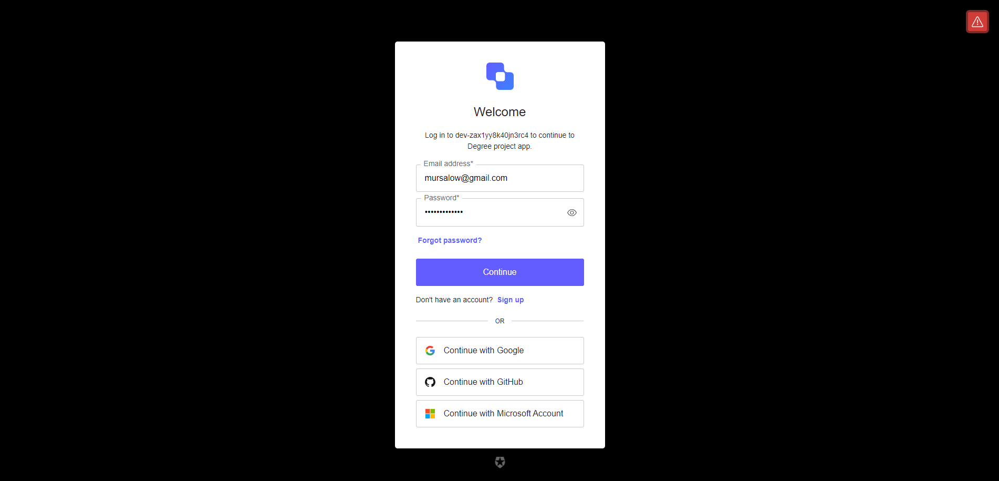 Welcome
Log in to dev-zax1yy8k40jn3rc4 to continue to
Degree project app.
Email address*
mursalow@gmail.com
Password*
•••••••••••••
Forgot password?
Continue
Don't have an account? Sign up
OR
Continue with Google
Continue with GitHub
Continue with Microsoft Account